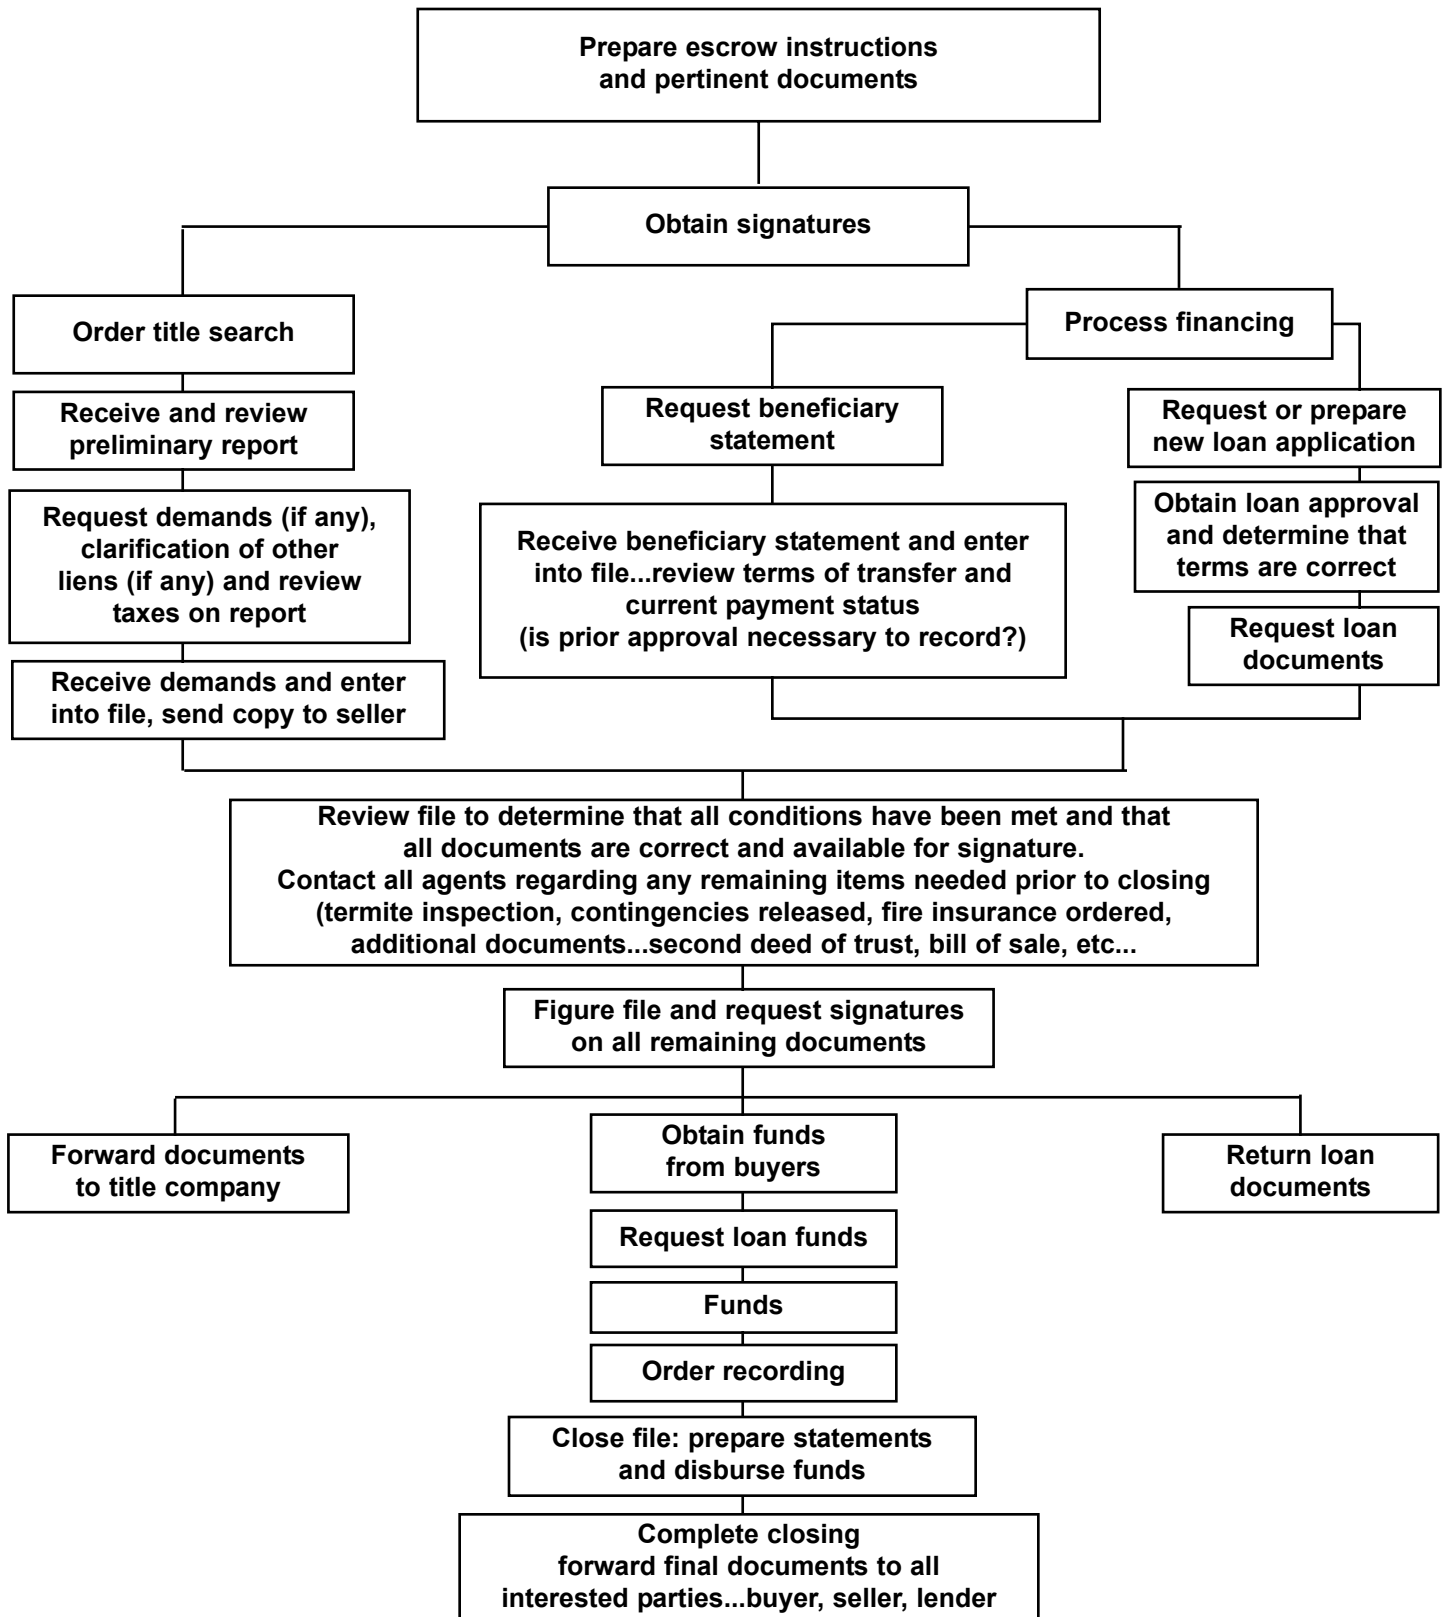 Prepare escrow instructions
and pertinent documents
Obtain signatures
Order title search
Process financing
Receive and review
preliminary report
Request beneficiary
statement
Request or prepare
new loan application
Request demands (if any),
clarification of other
liens (if any) and review
taxes on report
Receive beneficiary statement and enter
into file...review terms of transfer and
current payment status
(is prior approval necessary to record?)
Obtain loan approval
and determine that
terms are correct
Request loan
documents
Receive demands and enter
into file, send copy to seller
Review file to determine that all conditions have been met and that
all documents are correct and available for signature.
Contact all agents regarding any remaining items needed prior to closing
(termite inspection, contingencies released, fire insurance ordered,
additional documents...second deed of trust, bill of sale, etc...
Figure file and request signatures
on all remaining documents
Forward documents
to title company
Obtain funds
from buyers
Return loan
documents
Request loan funds
Funds
Order recording
Close file: prepare statements
and disburse funds
Complete closing
forward final documents to all
interested parties...buyer, seller, lender